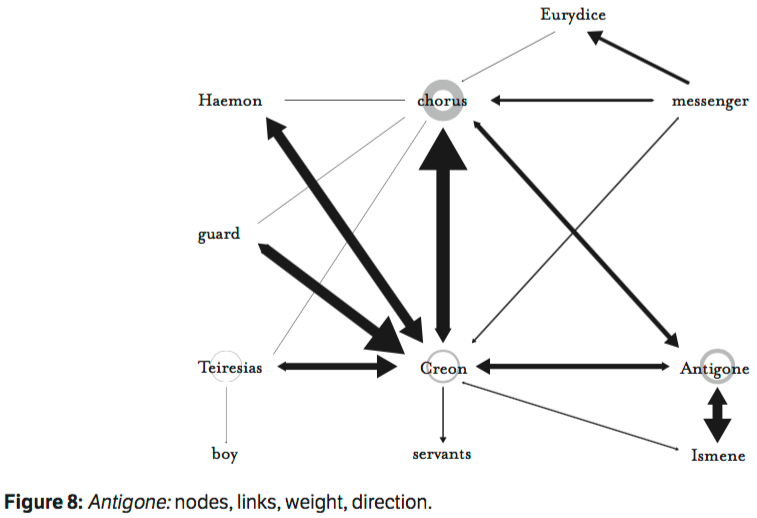 Eurydice
Haemon
chorus
messenger
guard
Teiresias
Creon
Antigone
boy
servants
Ismene
Figure 8: Antigone: nodes, links, weight, direction.